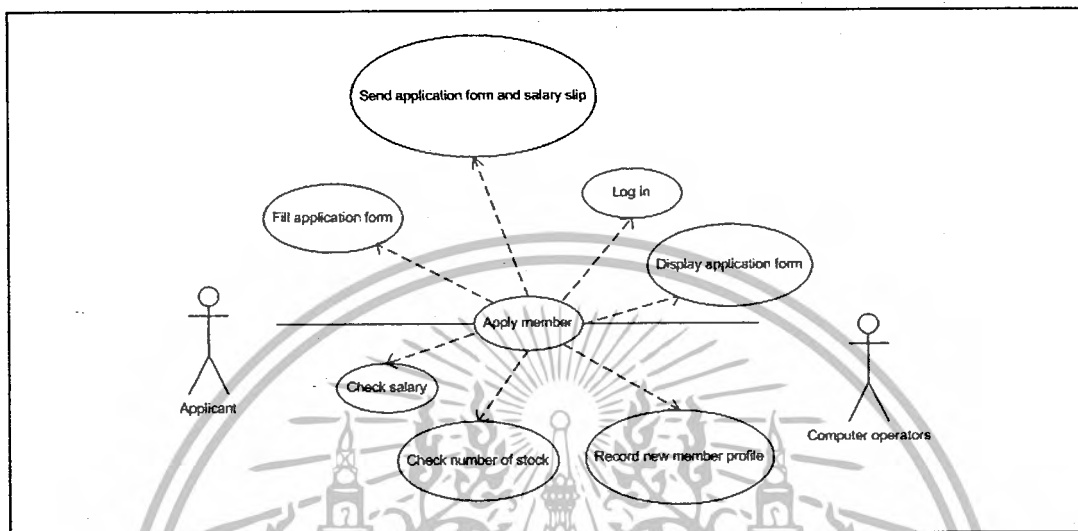 Send application form and salary slip
Log in
Fill application form
Display application form
Apply member
Check salary
Applicant
Computer operators
Check number of stock
Record new member profile